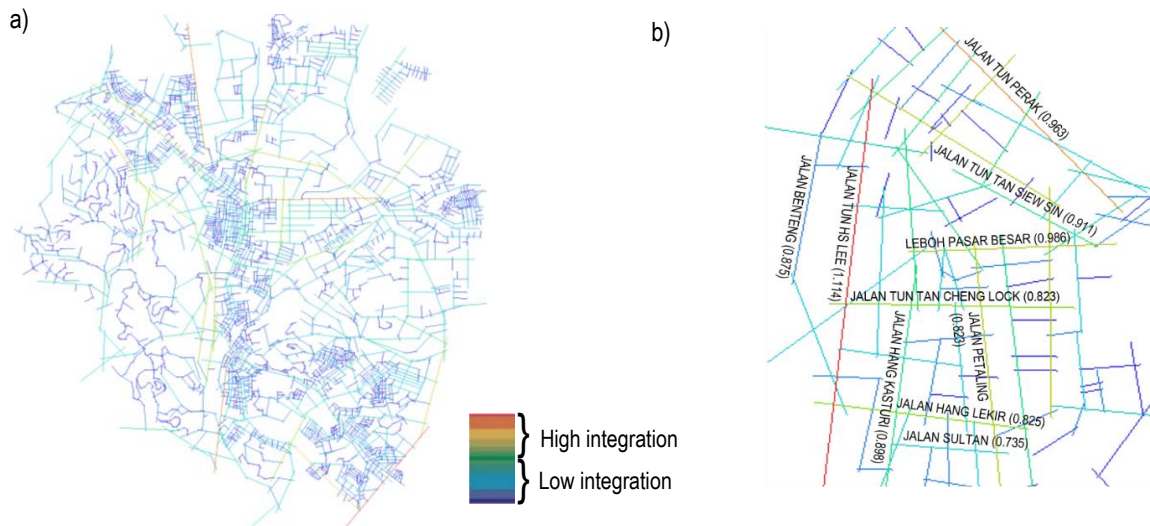 a)
b)
JALAN TUN PERAK (0.963)
JALAN TUN TAN SIEW SIN (0.911)
JALAN BENTENG (0.875)
JALAN TUN HS LEE (1.114)
LEBOH PASAR BESAR (0.986)
JALAN TUN TAN CHENG LOCK (0.823)
JALAN HANG KASTURI (0.898)
JALAN PETALING
(0.823)
JALAN HANG LEKIR (0.825)
JALAN SULTAN (0.735)
High integration
Low integration